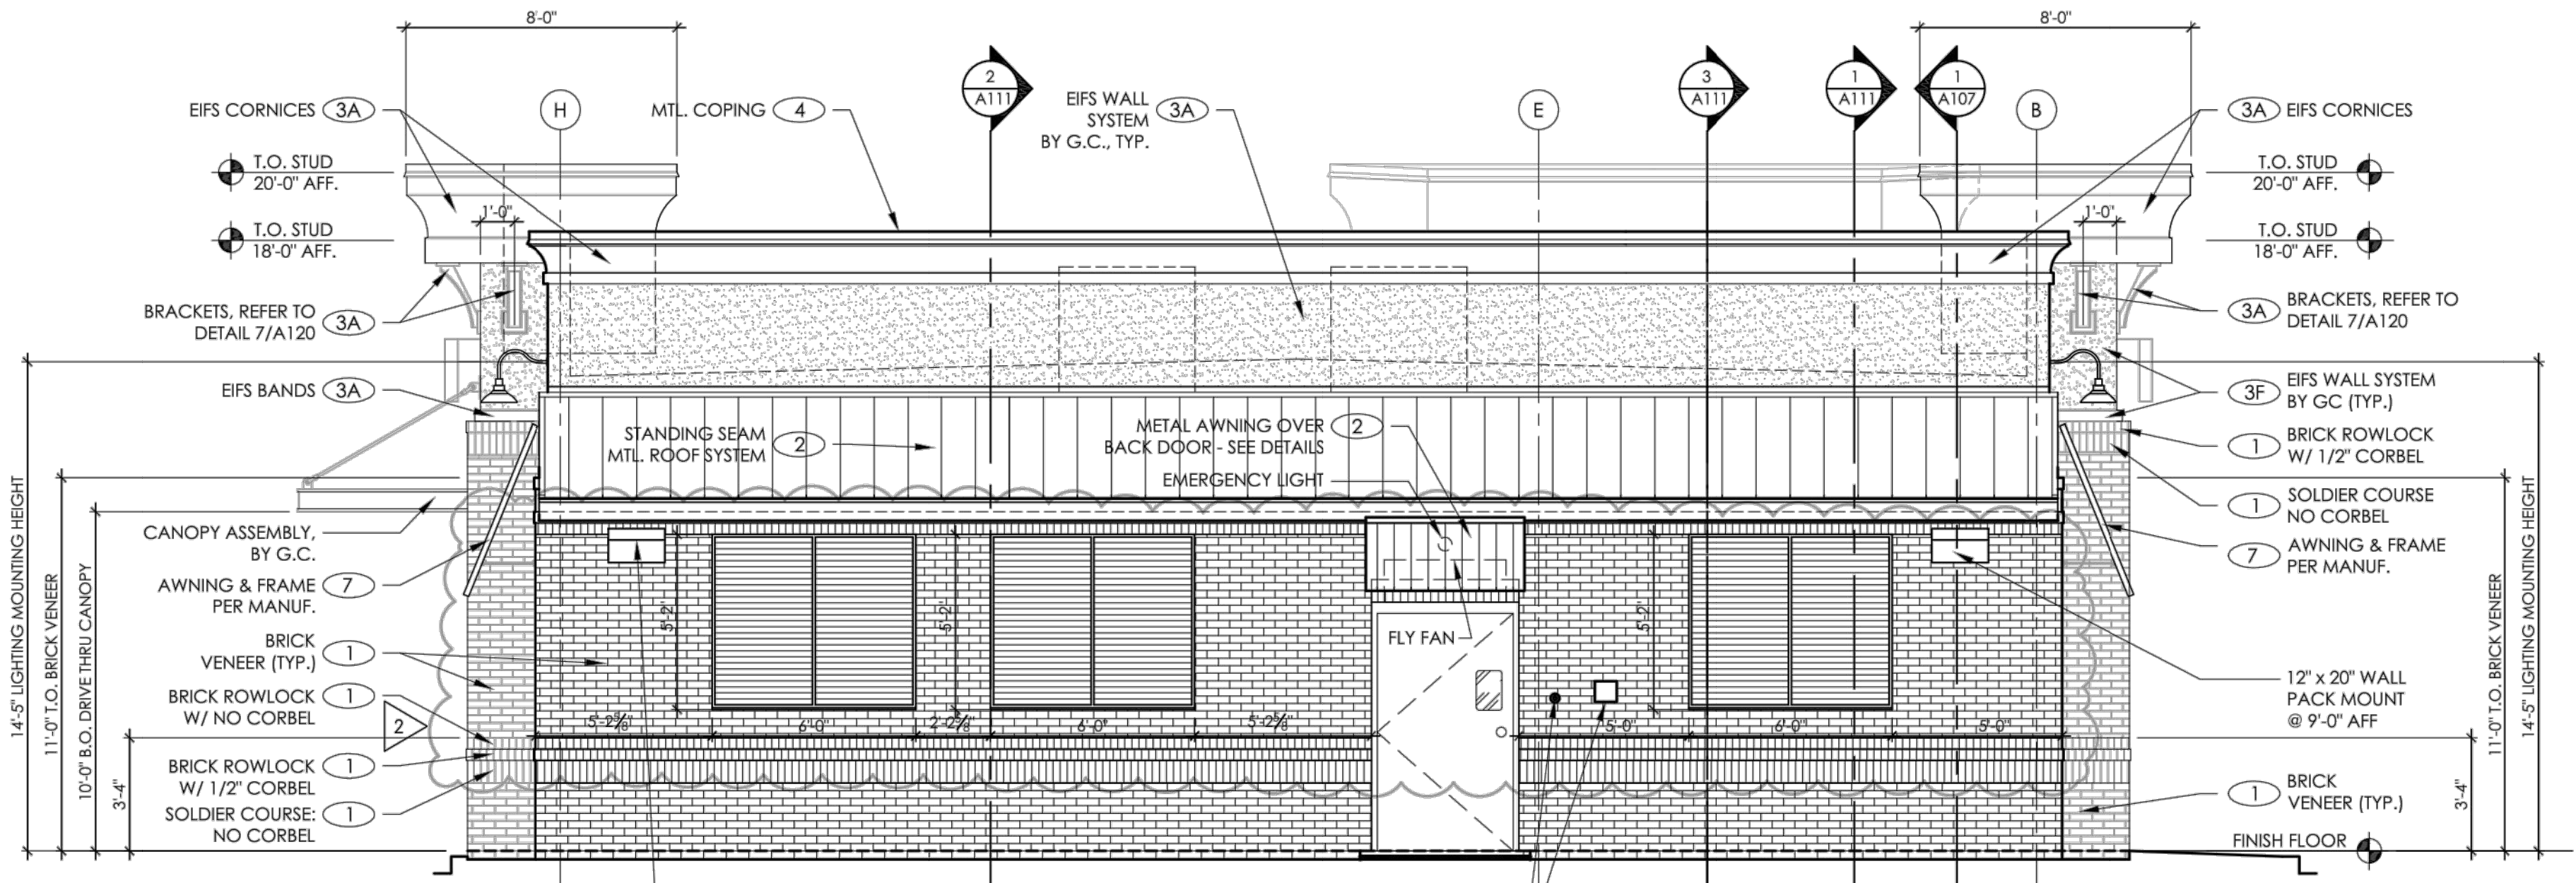 8'-0"
8'-0"
2
A111
3
A111
1
A111
1
A107
H
E
B
EIFS CORNICES 3A
MTL. COPING 4
EIFS WALL
SYSTEM
BY G.C., TYP.
3A
3A EIFS CORNICES
T.O. STUD
20'-0" AFF.
T.O. STUD
20'-0" AFF.
1'-0"
1'-0"
T.O. STUD
18'-0" AFF.
T.O. STUD
18'-0" AFF.
BRACKETS, REFER TO
DETAIL 7/A120
3A
3A
BRACKETS, REFER TO
DETAIL 7/A120
EIFS BANDS 3A
3F
EIFS WALL SYSTEM
BY GC (TYP.)
STANDING SEAM
MTL. ROOF SYSTEM
2
METAL AWNING OVER
BACK DOOR - SEE DETAILS
2
EMERGENCY LIGHT
1
BRICK ROWLOCK
W/ 1/2" CORBEL
1
SOLDIER COURSE
NO CORBEL
CANOPY ASSEMBLY,
BY G.C.
7
AWNING & FRAME
PER MANUF.
AWNING & FRAME
PER MANUF.
7
5'-2'
5'-2'
5'-2'
FLY FAN
BRICK
VENEER (TYP.)
1
BRICK ROWLOCK
W/ NO CORBEL
1
2
12" x 20" WALL
PACK MOUNT
@ 9'-0" AFF
5'-2⅝"
6'-0"
2'-2⅝"
6'-0"
5'-2⅝"
5'-0"
6'-0"
5'-0"
BRICK ROWLOCK
W/ 1/2" CORBEL
1
SOLDIER COURSE:
NO CORBEL
1
1
BRICK
VENEER (TYP.)
FINISH FLOOR
14'-5" LIGHTING MOUNTING HEIGHT
11'-0" T.O. BRICK VENEER
10'-0" B.O. DRIVE THRU CANOPY
3'-4"
3'-4"
11'-0" T.O. BRICK VENEER
14'-5" LIGHTING MOUNTING HEIGHT